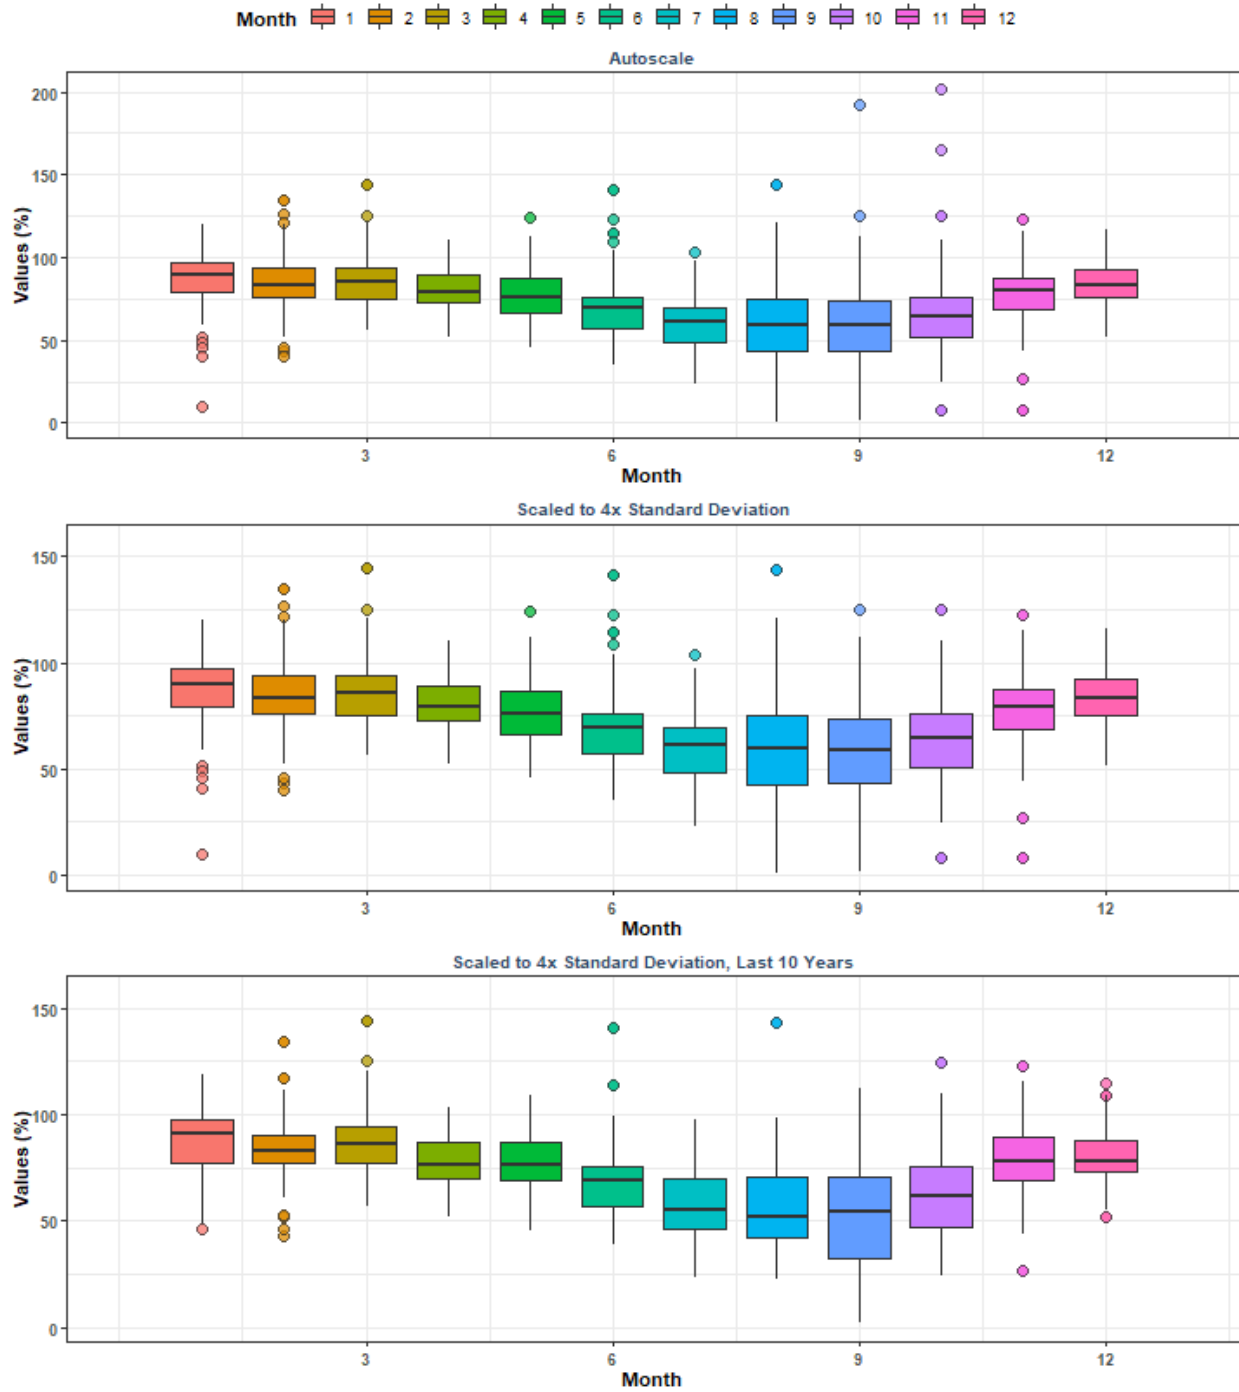 Month 1 2 3 4 5 6 7 8 9 10 11 12
Autoscale
Values (%)
200
150
100
50
0
3 6 9 12
Month
Scaled to 4x Standard Deviation
Values (%)
150
100
50
0
3 6 9 12
Month
Scaled to 4x Standard Deviation, Last 10 Years
Values (%)
150
100
50
0
3 6 9 12
Month